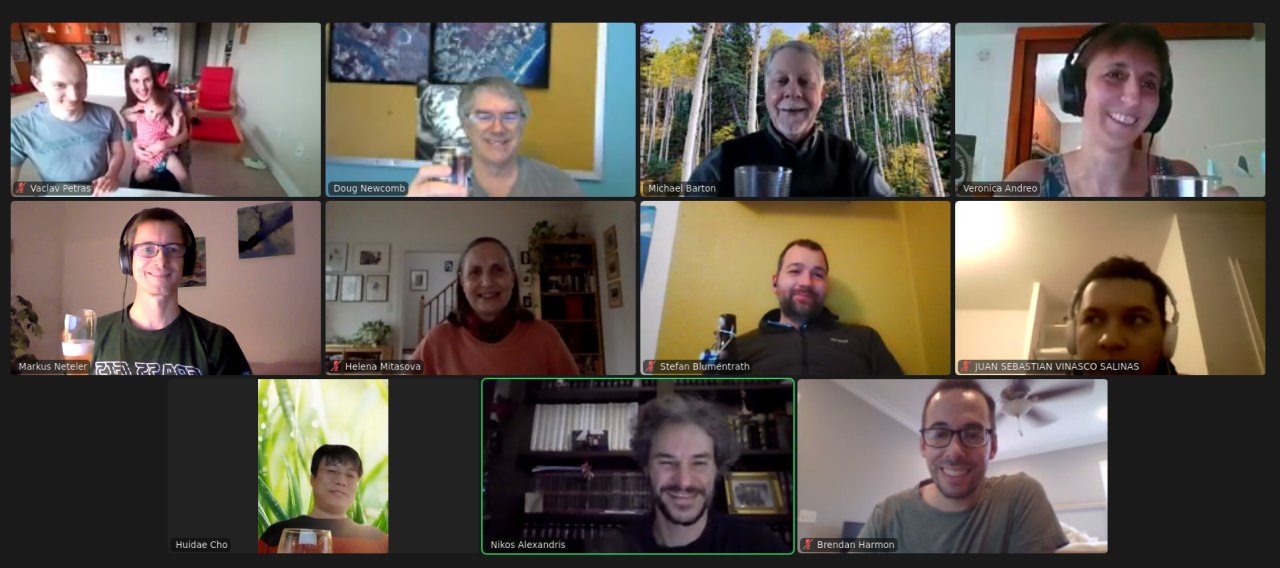 Vaclav Petras
Doug Newcomb
Michael Barton
Veronica Andreo
Markus Neteler
Helena Mitasova
Stefan Blumentrath
JUAN SEBASTIAN VINASCO SALINAS
Huidae Cho
Nikos Alexandris
Brendan Harmon